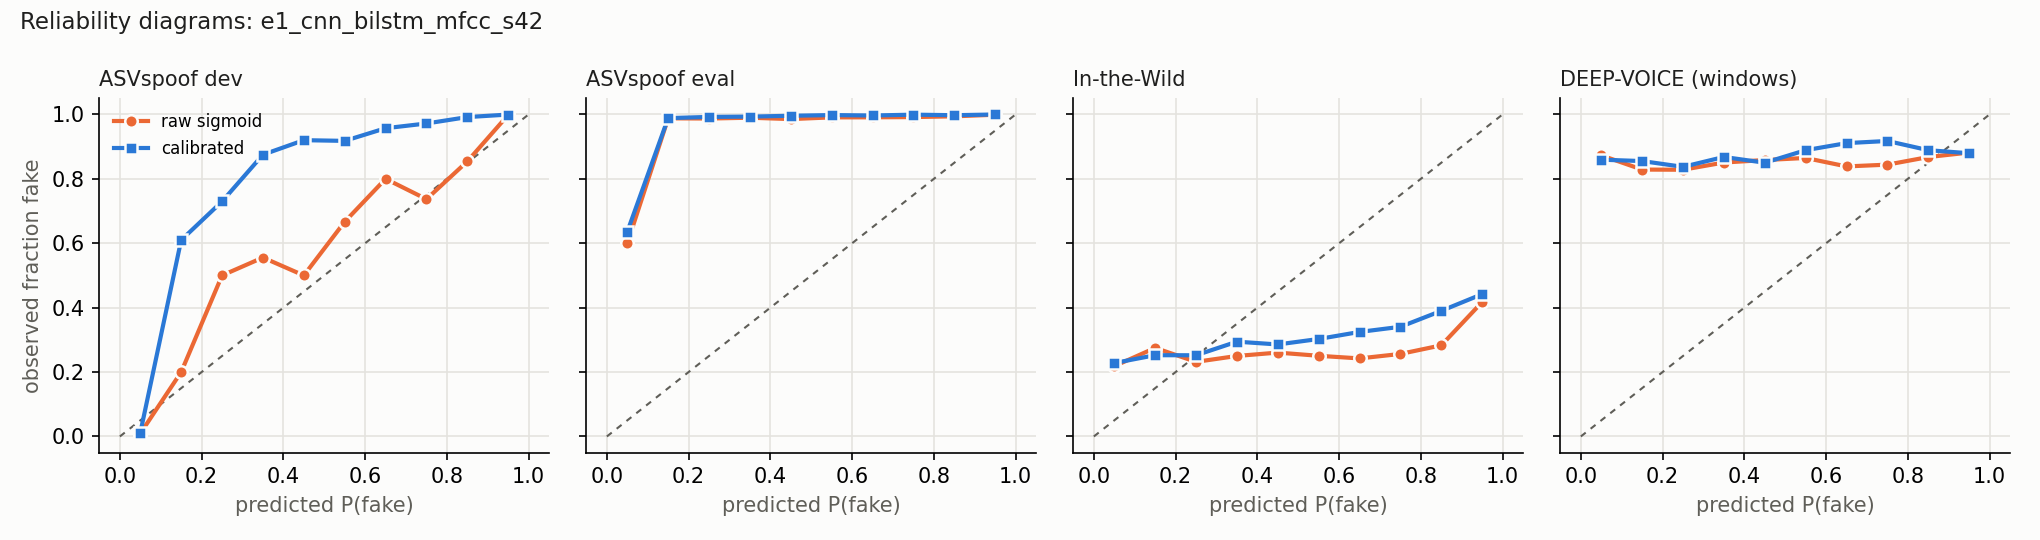 Reliability diagrams: e1_cnn_bilstm_mfcc_s42
ASVspoof dev
ASVspoof eval
In-the-Wild
DEEP-VOICE (windows)
raw sigmoid
calibrated
observed fraction fake
1.0
0.8
0.6
0.4
0.2
0.0
0.0 0.2 0.4 0.6 0.8 1.0
0.0 0.2 0.4 0.6 0.8 1.0
0.0 0.2 0.4 0.6 0.8 1.0
0.0 0.2 0.4 0.6 0.8 1.0
predicted P(fake)
predicted P(fake)
predicted P(fake)
predicted P(fake)